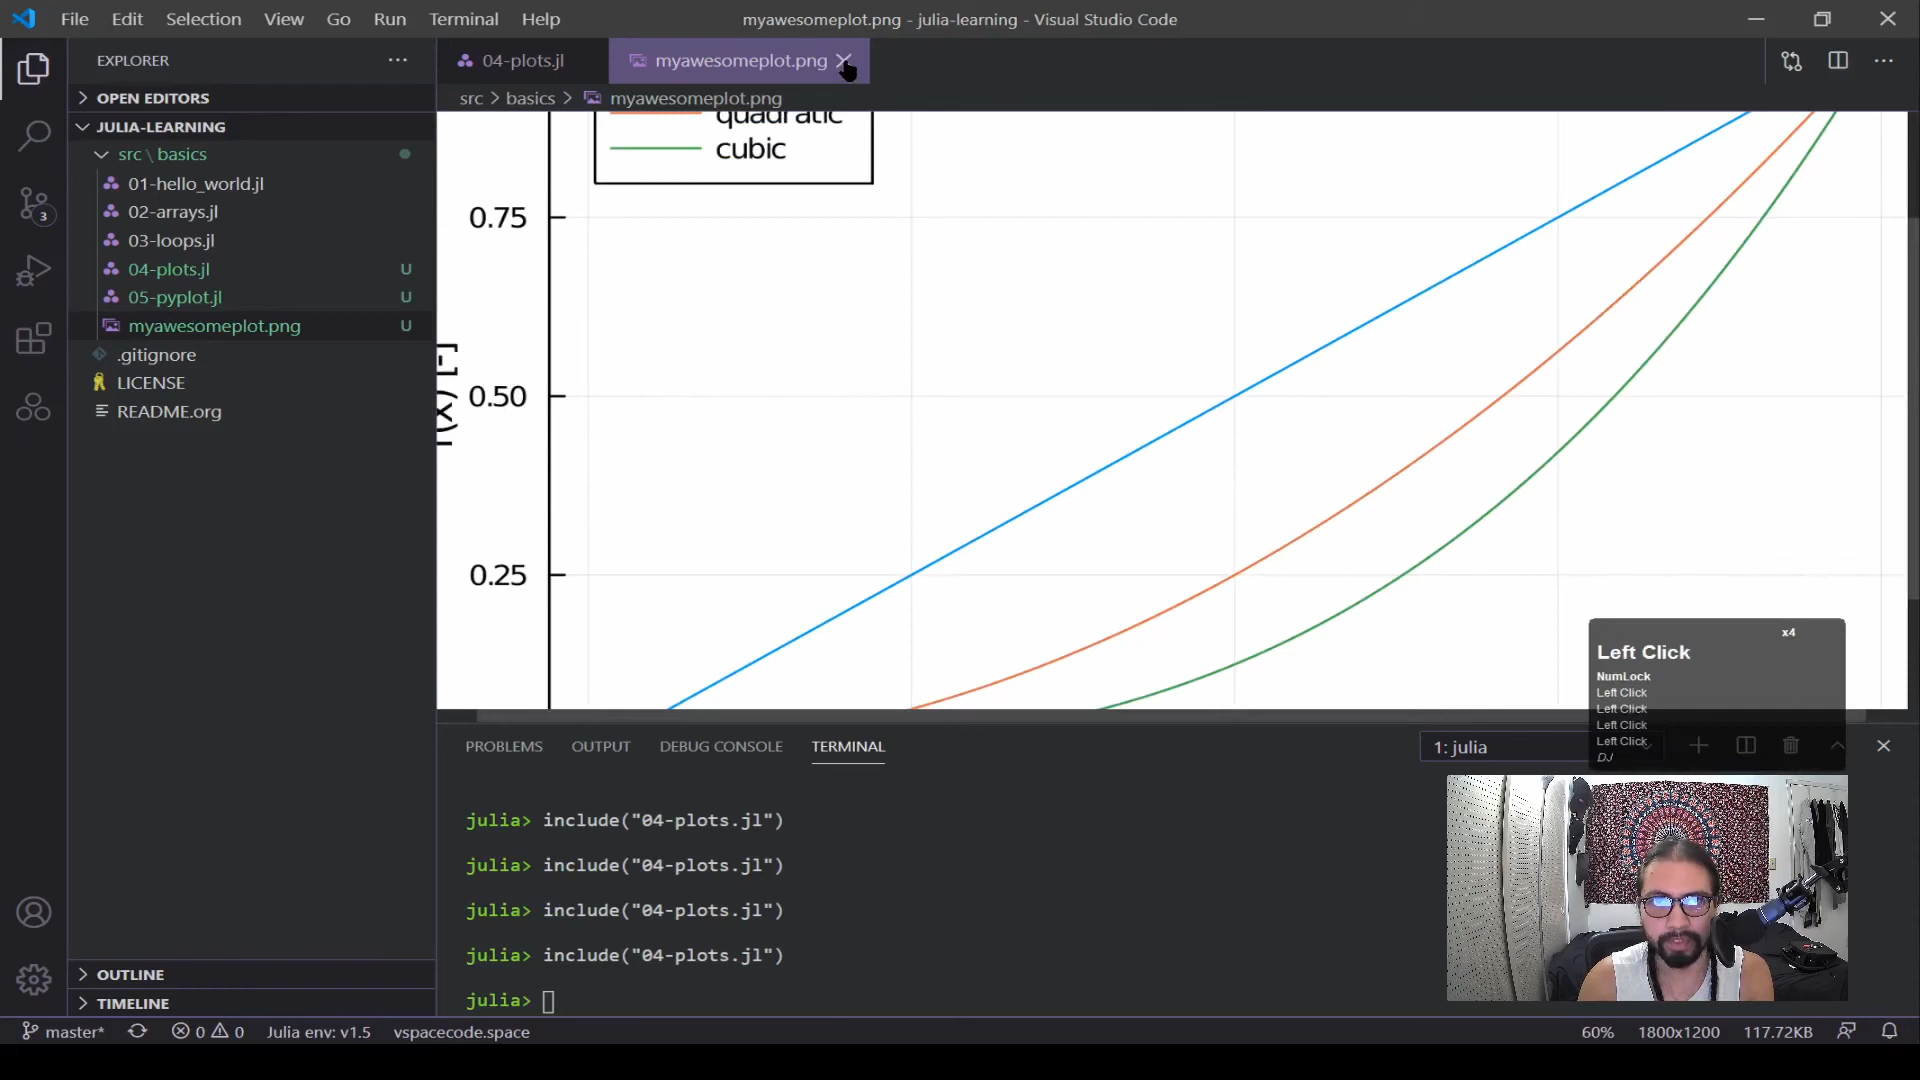 File Edit Selection View Go Run Terminal Help
myawesomeplot.png - julia-learning - Visual Studio Code
EXPLORER
OPEN EDITORS
JULIA-LEARNING
src \ basics
01-hello_world.jl
02-arrays.jl
03-loops.jl
04-plots.jl U
05-pyplot.jl U
myawesomeplot.png U
.gitignore
LICENSE
README.org
3
OUTLINE
TIMELINE
04-plots.jl
myawesomeplot.png
src > basics > myawesomeplot.png
quadratic
cubic
0.75
0.50
0.25
f(x) [-]
x4
Left Click
NumLock
Left Click
Left Click
Left Click
Left Click
DJ
PROBLEMS OUTPUT DEBUG CONSOLE TERMINAL
1: julia
julia> include("04-plots.jl")
julia> include("04-plots.jl")
julia> include("04-plots.jl")
julia> include("04-plots.jl")
julia>
master* 0 0 Julia env: v1.5 vspacecode.space
60% 1800x1200 117.72KB